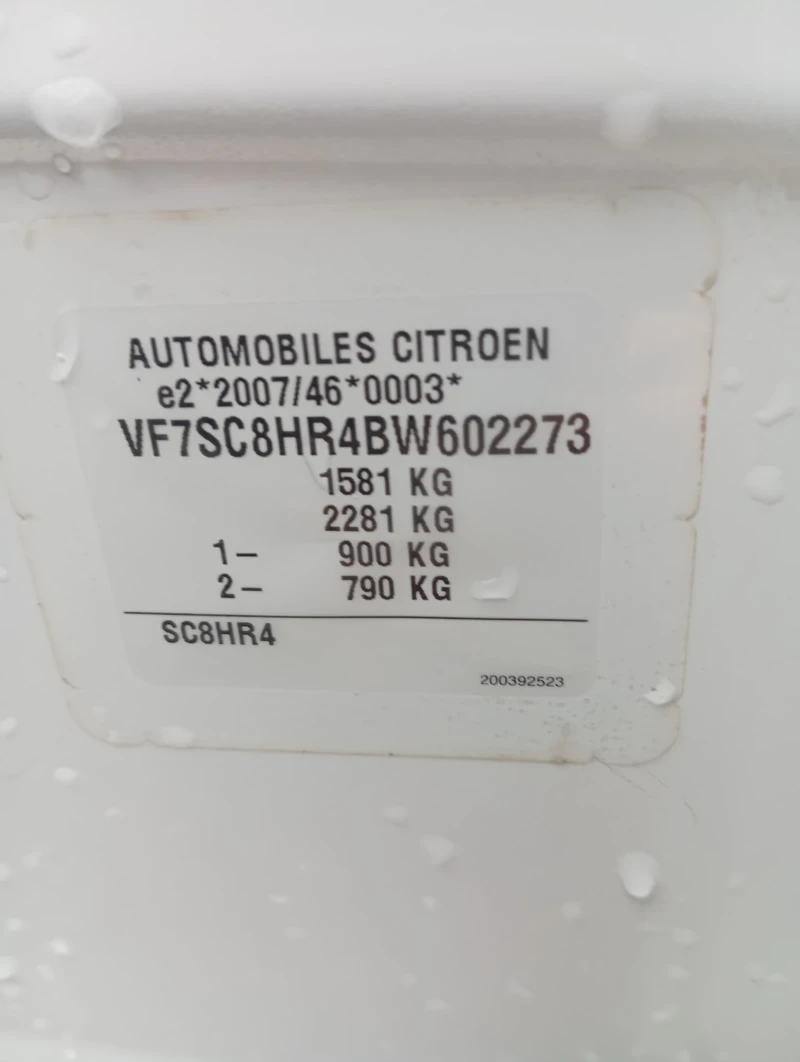 AUTOMOBILES CITROEN
e2*2007/46*0003*
VF7SC8HR4BW602273
1581 KG
2281 KG
1– 900 KG
2– 790 KG
SC8HR4
200392523